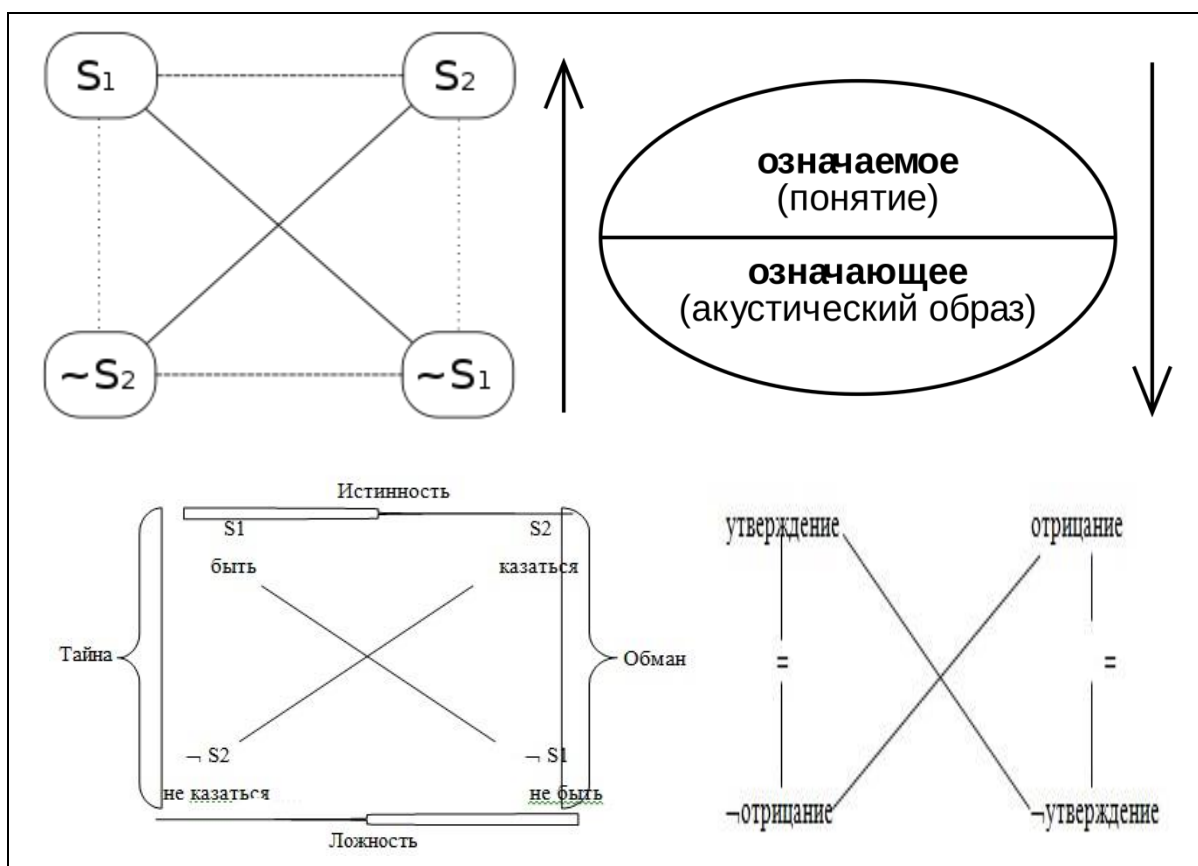 S1
S2
~S2
~S1
означаемое
(понятие)
означающее
(акустический образ)
Истинность
S1
S2
быть
казаться
Тайна
Обман
¬ S2
¬ S1
не казаться
не быть
Ложность
утверждение
отрицание
=
=
¬отрицание
¬утверждение